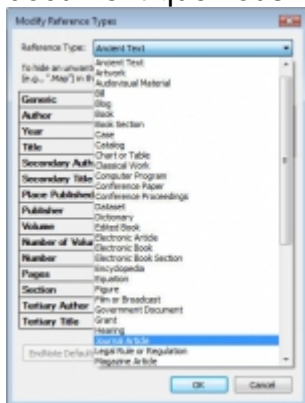 Modify Reference Types
Reference Type:
Ancient Text
To hide an unwant
(e.g., ".Map") in th
Generic
Author
Year
Title
Secondary Auth
Secondary Title
Place Published
Publisher
Volume
Number of Volu
Number
Pages
Section
Tertiary Author
Tertiary Title
EndNote Defaul
Ancient Text
Artwork
Audiovisual Material
Bill
Blog
Book
Book Section
Case
Catalog
Chart or Table
Classical Work
Computer Program
Conference Paper
Conference Proceedings
Dataset
Dictionary
Edited Book
Electronic Article
Electronic Book
Electronic Book Section
Encyclopedia
Equation
Figure
Film or Broadcast
Government Document
Grant
Hearing
Journal Article
Legal Rule or Regulation
Magazine Article
OK
Cancel